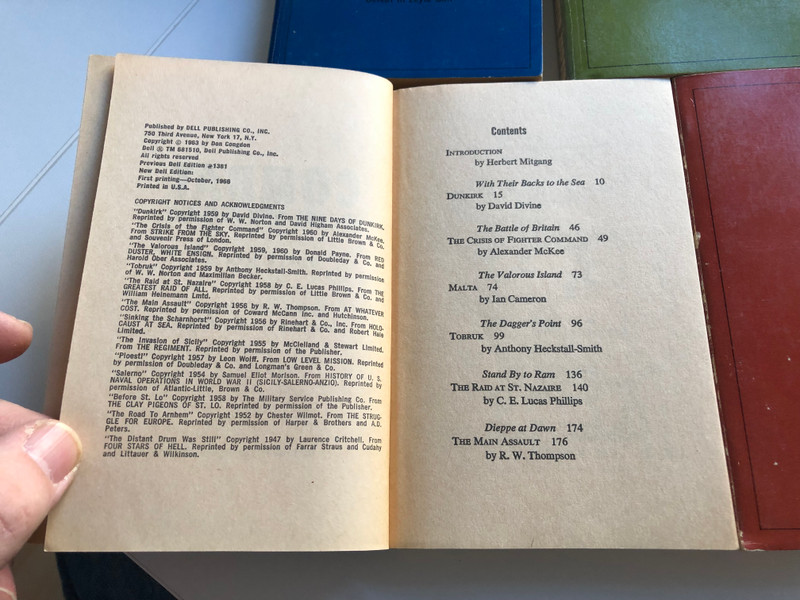 Published by DELL PUBLISHING CO., INC.
750 Third Avenue, New York 17, N.Y.
Copyright © 1963 by Don Congdon
Dell ® TM 681510, Dell Publishing Co., Inc.
All rights reserved
Previous Dell Edition #1361
New Dell Edition:
First printing—October, 1968
Printed in U.S.A.
COPYRIGHT NOTICES AND ACKNOWLEDGMENTS
"Dunkirk" Copyright 1959 by David Divine. From THE NINE DAYS OF DUNKIRK.
Reprinted by permission of W. W. Norton and David Higham Associates.
"The Crisis of the Fighter Command" Copyright 1960 by Alexander McKee.
From STRIKE FROM THE SKY. Reprinted by permission of Little Brown & Co.
and Souvenir Press of London.
"The Valorous Island" Copyright 1959, 1960 by Donald Payne. From RED
DUSTER, WHITE ENSIGN. Reprinted by permission of Doubleday & Co. and
Harold Ober Associates.
"Tobruk" Copyright 1959 by Anthony Heckstall-Smith. Reprinted by permission
of W. W. Norton and Maximilian Becker.
"The Raid at St. Nazaire" Copyright 1958 by C. E. Lucas Phillips. From THE
GREATEST RAID OF ALL. Reprinted by permission of Little Brown & Co. and
William Heinemann Lmtd.
"The Main Assault" Copyright 1956 by R. W. Thompson. From AT WHATEVER
COST. Reprinted by permission of Coward McCann Inc. and Hutchinson.
"Sinking the Scharnhorst" Copyright 1956 by Rinehart & Co., Inc. From HOLO-
CAUST AT SEA. Reprinted by permission of Rinehart & Co. and Robert Hale
Limited.
"The Invasion of Sicily" Copyright 1955 by McClelland & Stewart Limited.
From THE REGIMENT. Reprinted by permission of the Publisher.
"Ploesti" Copyright 1957 by Leon Wolff. From LOW LEVEL MISSION. Reprinted
by permission of Doubleday & Co. and Longman's Green & Co.
"Salerno" Copyright 1954 by Samuel Eliot Morison. From HISTORY OF U. S.
NAVAL OPERATIONS IN WORLD WAR II (SICILY-SALERNO-ANZIO). Reprinted by
permission of Atlantic-Little, Brown & Co.
"Before St. Lo" Copyright 1958 by The Military Service Publishing Co. From
THE CLAY PIGEONS OF ST. LO. Reprinted by permission of the Publisher.
"The Road To Arnhem" Copyright 1952 by Chester Wilmot. From THE STRUG-
GLE FOR EUROPE. Reprinted by permission of Harper & Brothers and A.D.
Peters.
"The Distant Drum Was Still" Copyright 1947 by Laurence Critchell. From
FOUR STARS OF HELL. Reprinted by permission of Farrar Straus and Cudahy
and Littauer & Wilkinson.
Contents
INTRODUCTION
by Herbert Mitgang
With Their Backs to the Sea 10
DUNKIRK 15
by David Divine
The Battle of Britain 46
THE CRISIS OF FIGHTER COMMAND 49
by Alexander McKee
The Valorous Island 73
MALTA 74
by Ian Cameron
The Dagger's Point 96
TOBRUK 99
by Anthony Heckstall-Smith
Stand By to Ram 136
THE RAID AT ST. NAZAIRE 140
by C. E. Lucas Phillips
Dieppe at Dawn 174
THE MAIN ASSAULT 176
by R. W. Thompson